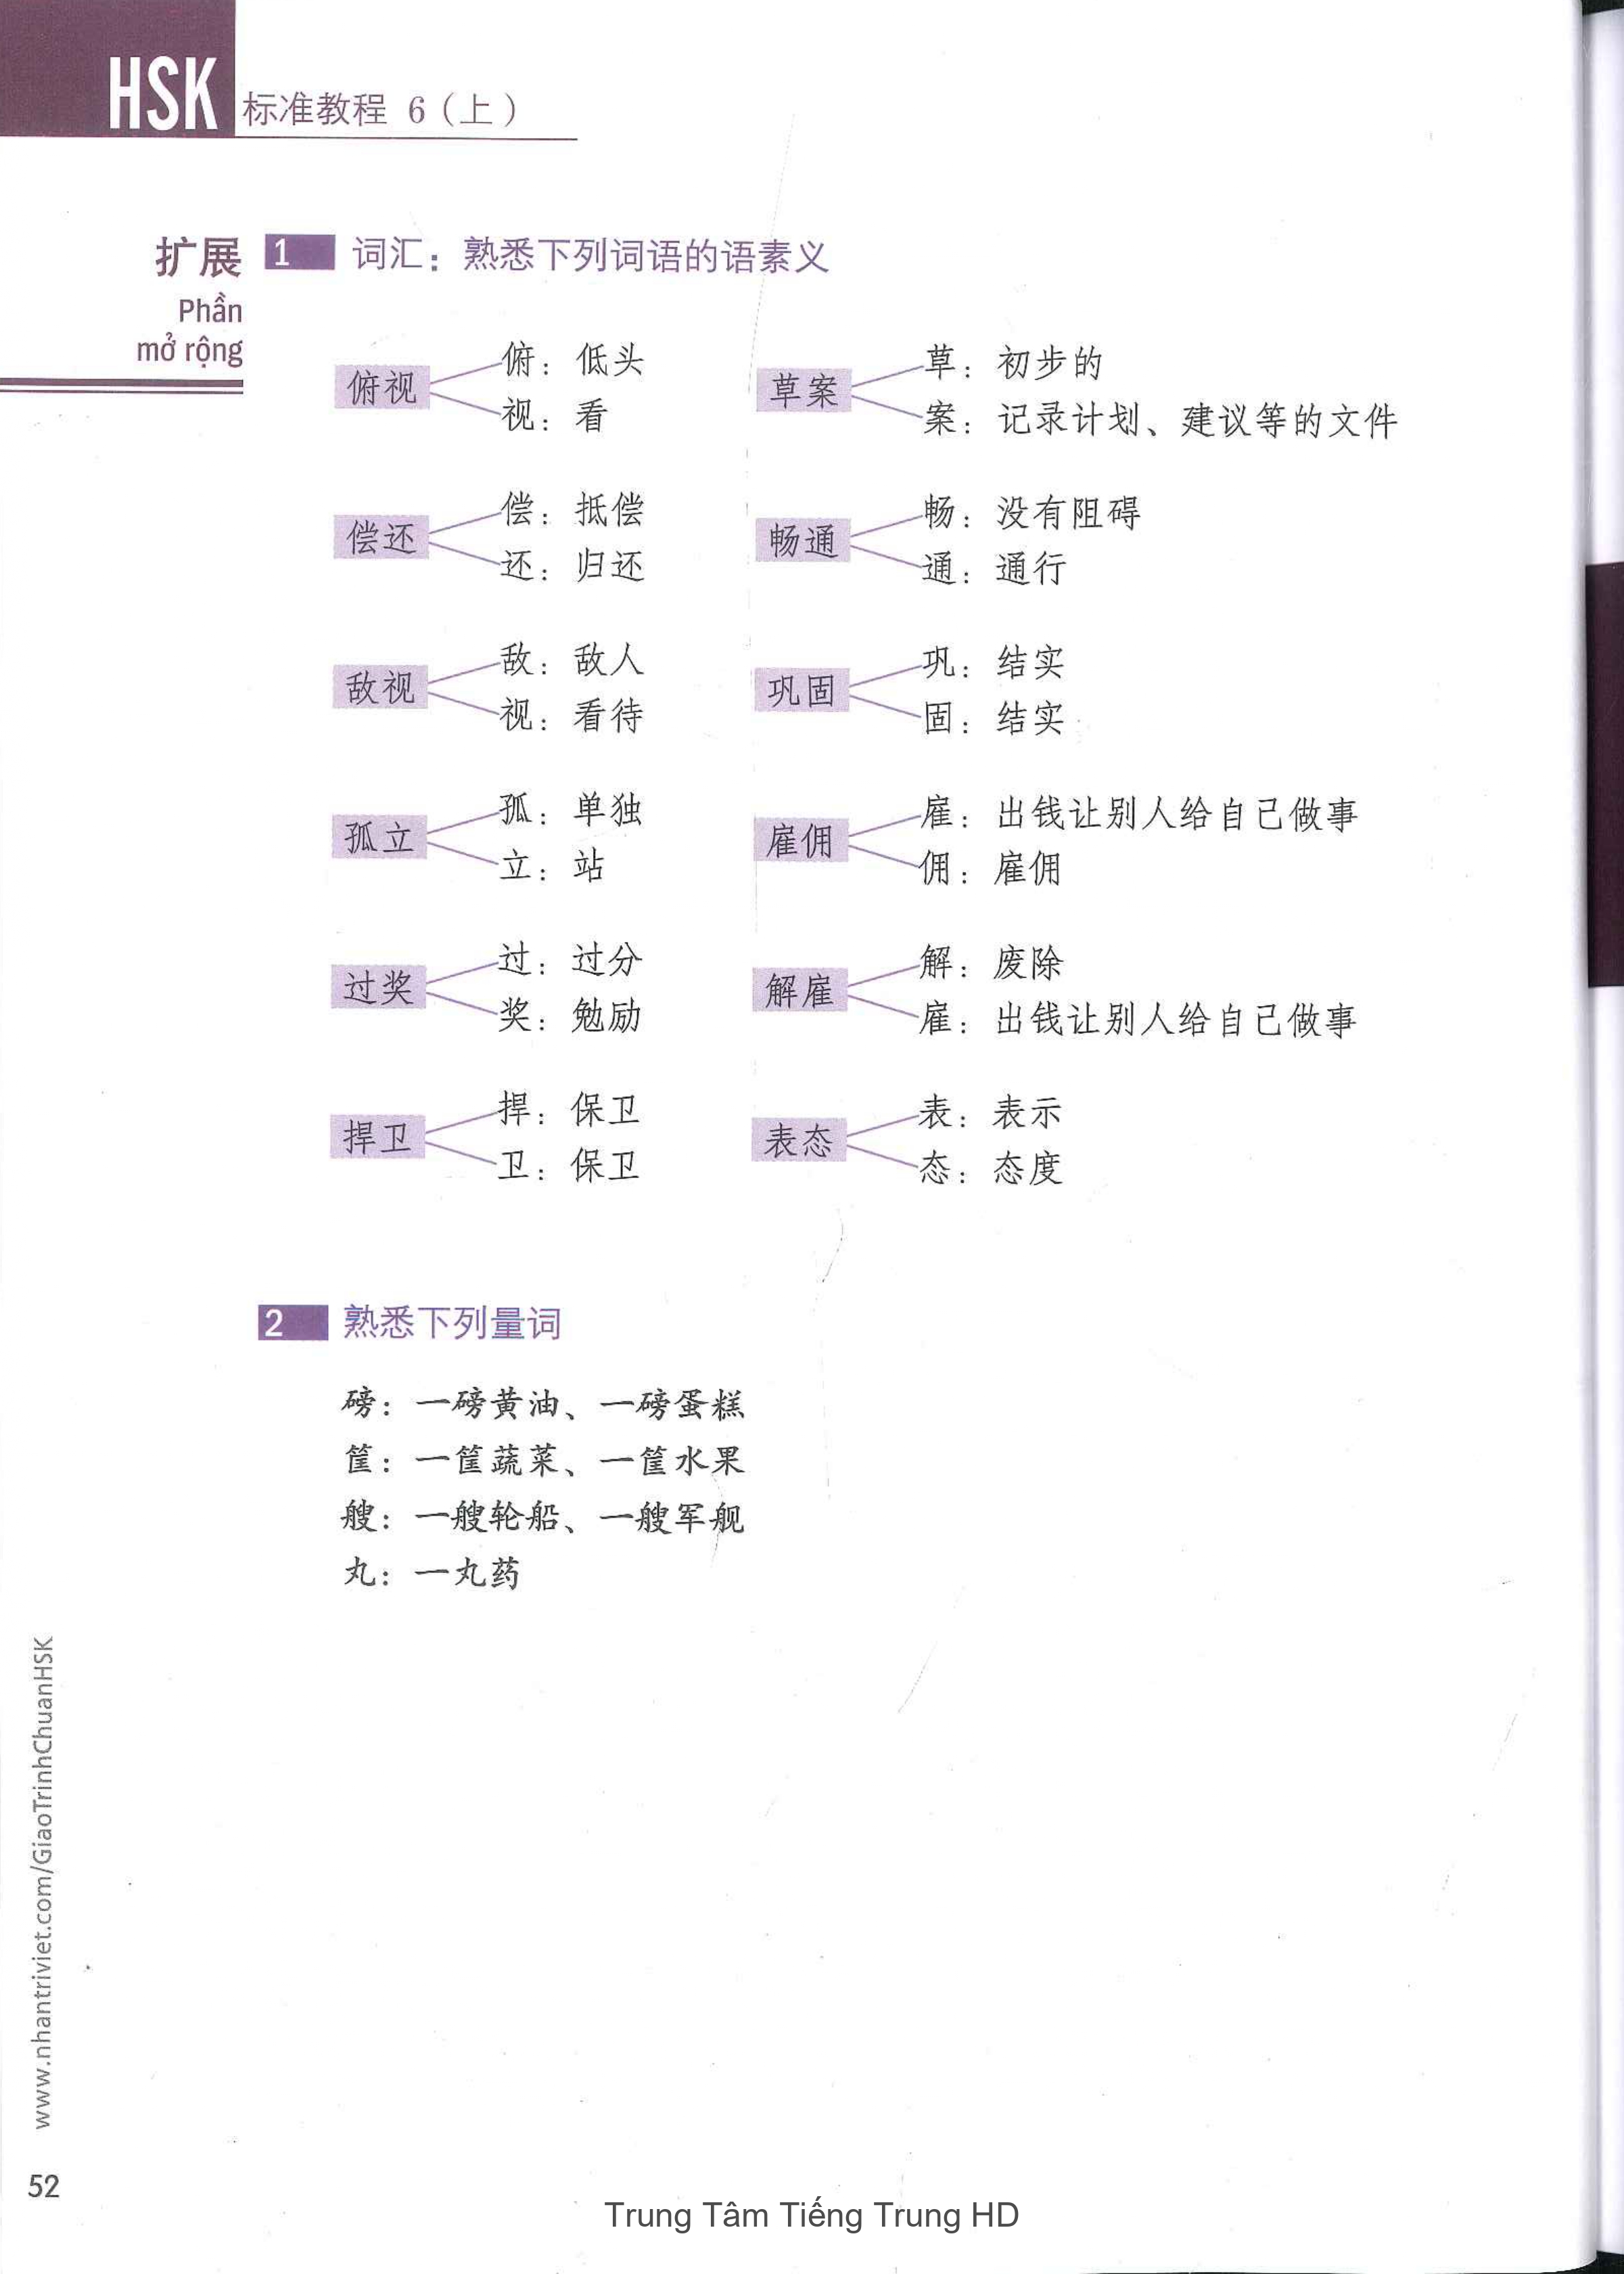 HSK 标准教程 6（上）
扩展
Phần
mở rộng
1 词汇：熟悉下列词语的语素义
俯视
俯：低头
视：看
草案
草：初步的
案：记录计划、建议等的文件
偿还
偿：抵偿
还：归还
畅通
畅：没有阻碍
通：通行
敌视
敌：敌人
视：看待
巩固
巩：结实
固：结实
孤立
孤：单独
立：站
雇佣
雇：出钱让别人给自己做事
佣：雇佣
过奖
过：过分
奖：勉励
解雇
解：废除
雇：出钱让别人给自己做事
捍卫
捍：保卫
卫：保卫
表态
表：表示
态：态度
2 熟悉下列量词
磅：一磅黄油、一磅蛋糕
筐：一筐蔬菜、一筐水果
艘：一艘轮船、一艘军舰
丸：一丸药
www.nhantriviet.com/GiaoTrinhChuanHSK
52
Trung Tâm Tiếng Trung HD